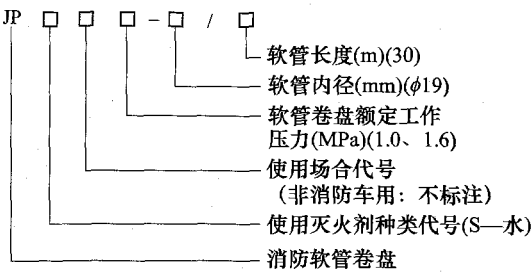 JP □ □ □ - □ / □
软管长度(m)(30)
软管内径(mm)(ϕ19)
软管卷盘额定工作
压力(MPa)(1.0、1.6)
使用场合代号
（非消防车用：不标注）
使用灭火剂种类代号(S—水)
消防软管卷盘